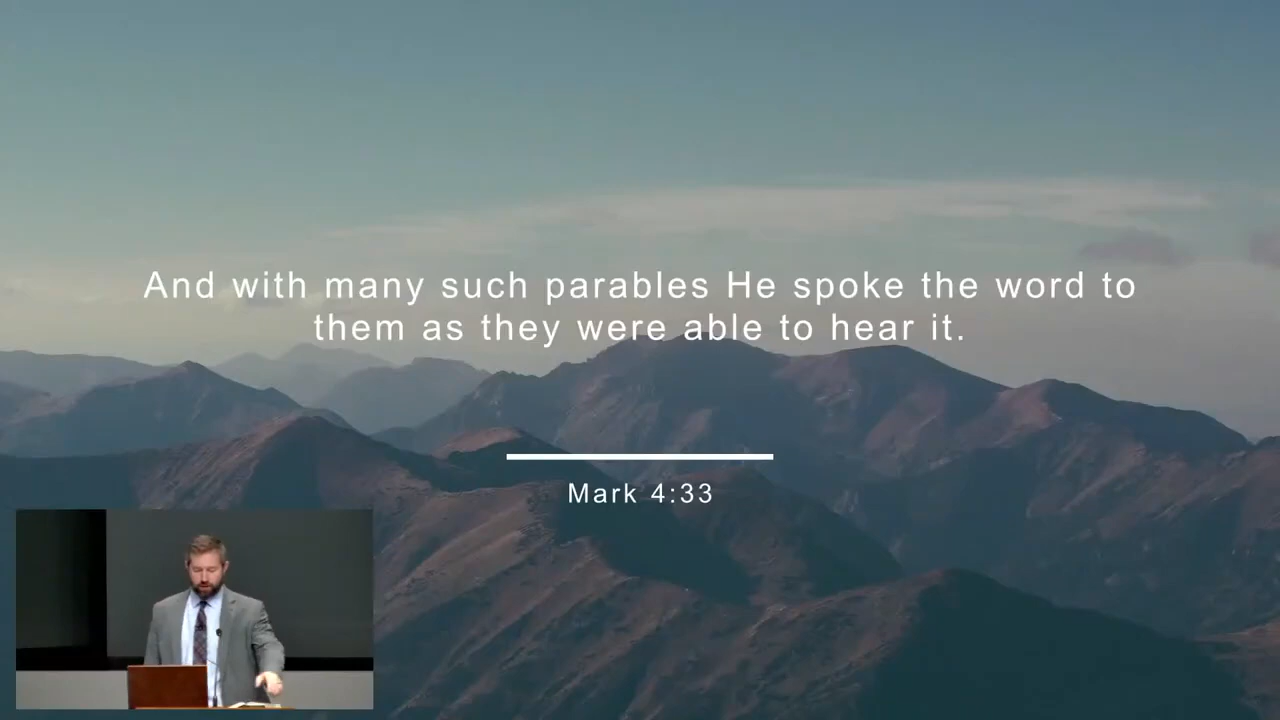 And with many such parables He spoke the word to
them as they were able to hear it.
Mark 4:33